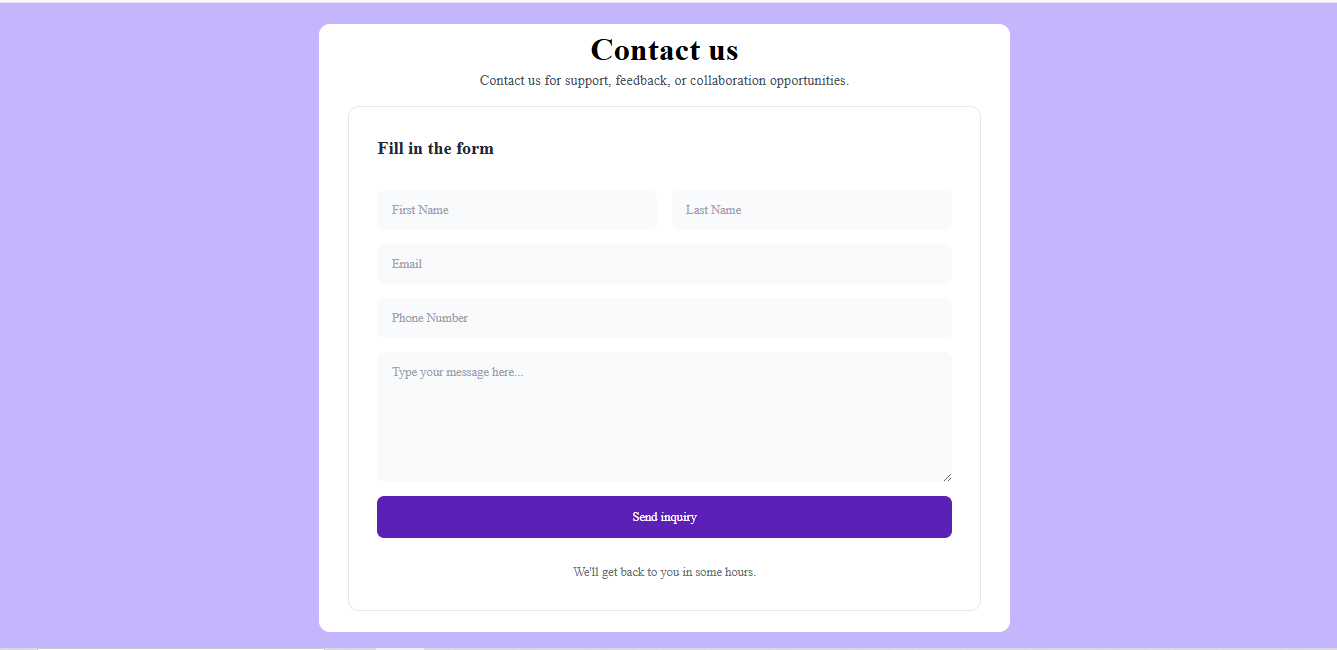 Contact us
Contact us for support, feedback, or collaboration opportunities.
Fill in the form
First Name
Last Name
Email
Phone Number
Type your message here...
Send inquiry
We'll get back to you in some hours.